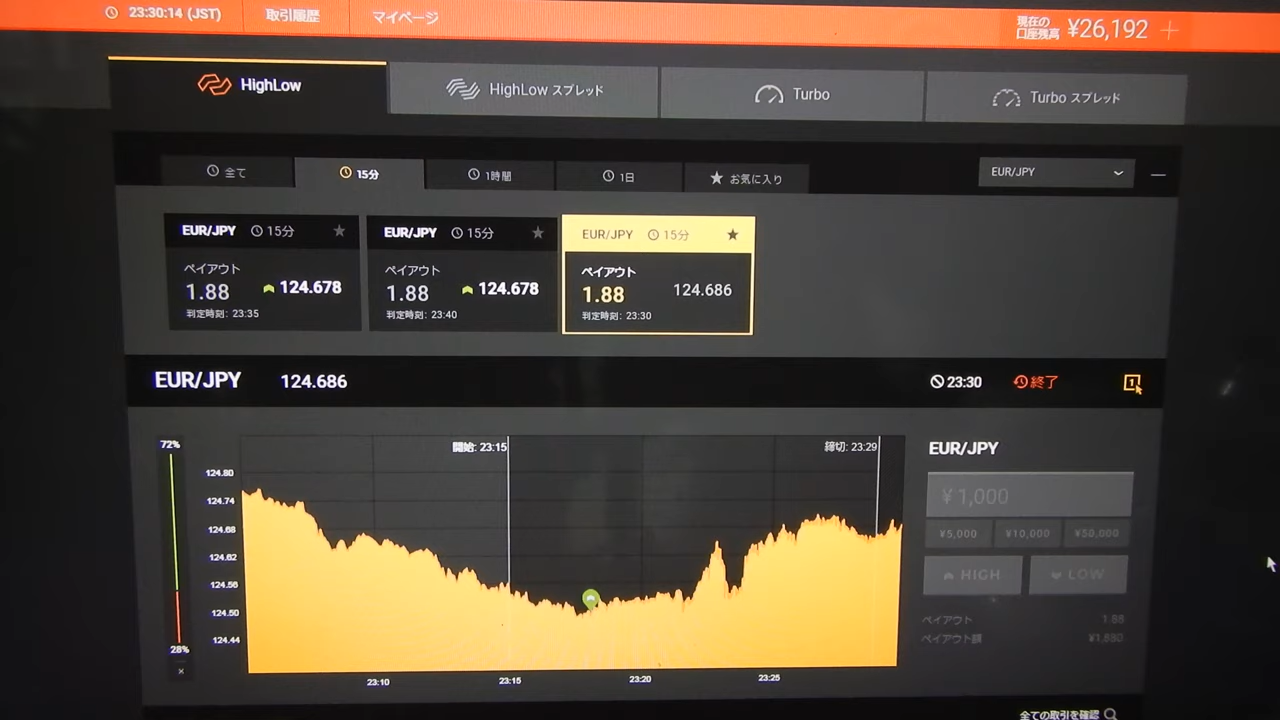 23:30:14 (JST) 取引履歴 マイページ 現在の口座残高 ¥26,192 +
HighLow HighLow スプレッド Turbo Turbo スプレッド
全て 15分 1時間 1日 お気に入り EUR/JPY
EUR/JPY 15分 EUR/JPY 15分 EUR/JPY 15分
ペイアウト ペイアウト ペイアウト
1.88 124.678 1.88 124.678 1.88 124.686
判定時刻: 23:35 判定時刻: 23:40 判定時刻: 23:30
EUR/JPY 124.686 23:30 終了 1
72% 開始: 23:15 締切: 23:29 EUR/JPY
124.80
124.74 ¥1,000
124.68 ¥5,000 ¥10,000 ¥50,000
124.62
124.56 HIGH LOW
124.50 ペイアウト 1.88
124.44 ペイアウト額 ¥1,880
28%
23:10 23:15 23:20 23:25
全ての取引を確認